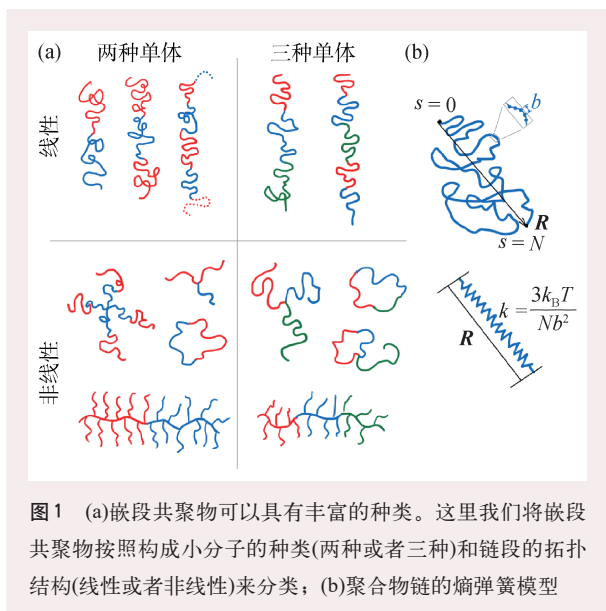 (a) 两种单体 三种单体 (b)
线性
s = 0
b
R
s = N
非线性
R
k = 3k_BT / Nb²
图1 (a)嵌段共聚物可以具有丰富的种类。这里我们将嵌段
共聚物按照构成小分子的种类(两种或者三种)和链段的拓扑
结构(线性或者非线性)来分类；(b)聚合物链的熵弹簧模型